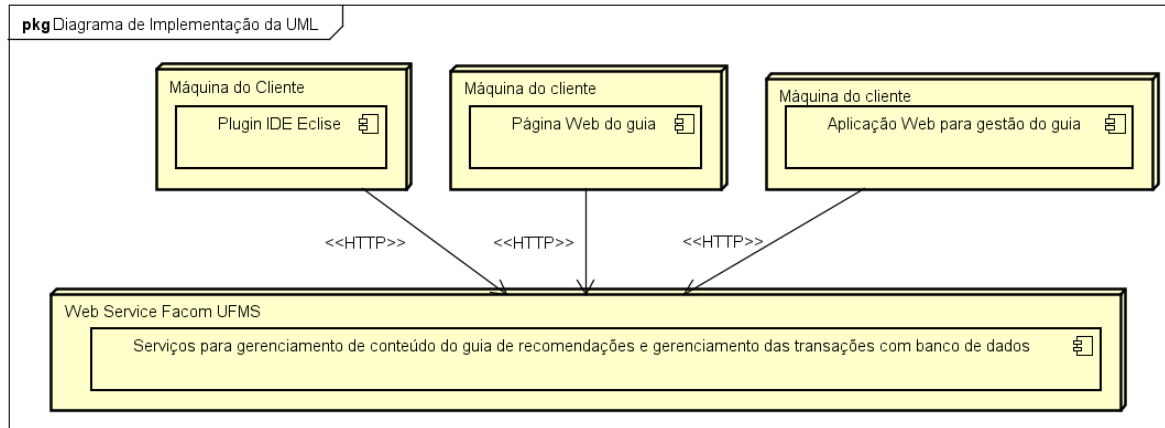 pkg Diagrama de Implementação da UML
Máquina do Cliente
Plugin IDE Eclise
Máquina do cliente
Página Web do guia
Máquina do cliente
Aplicação Web para gestão do guia
<<HTTP>>
<<HTTP>>
<<HTTP>>
Web Service Facom UFMS
Serviços para gerenciamento de conteúdo do guia de recomendações e gerenciamento das transações com banco de dados